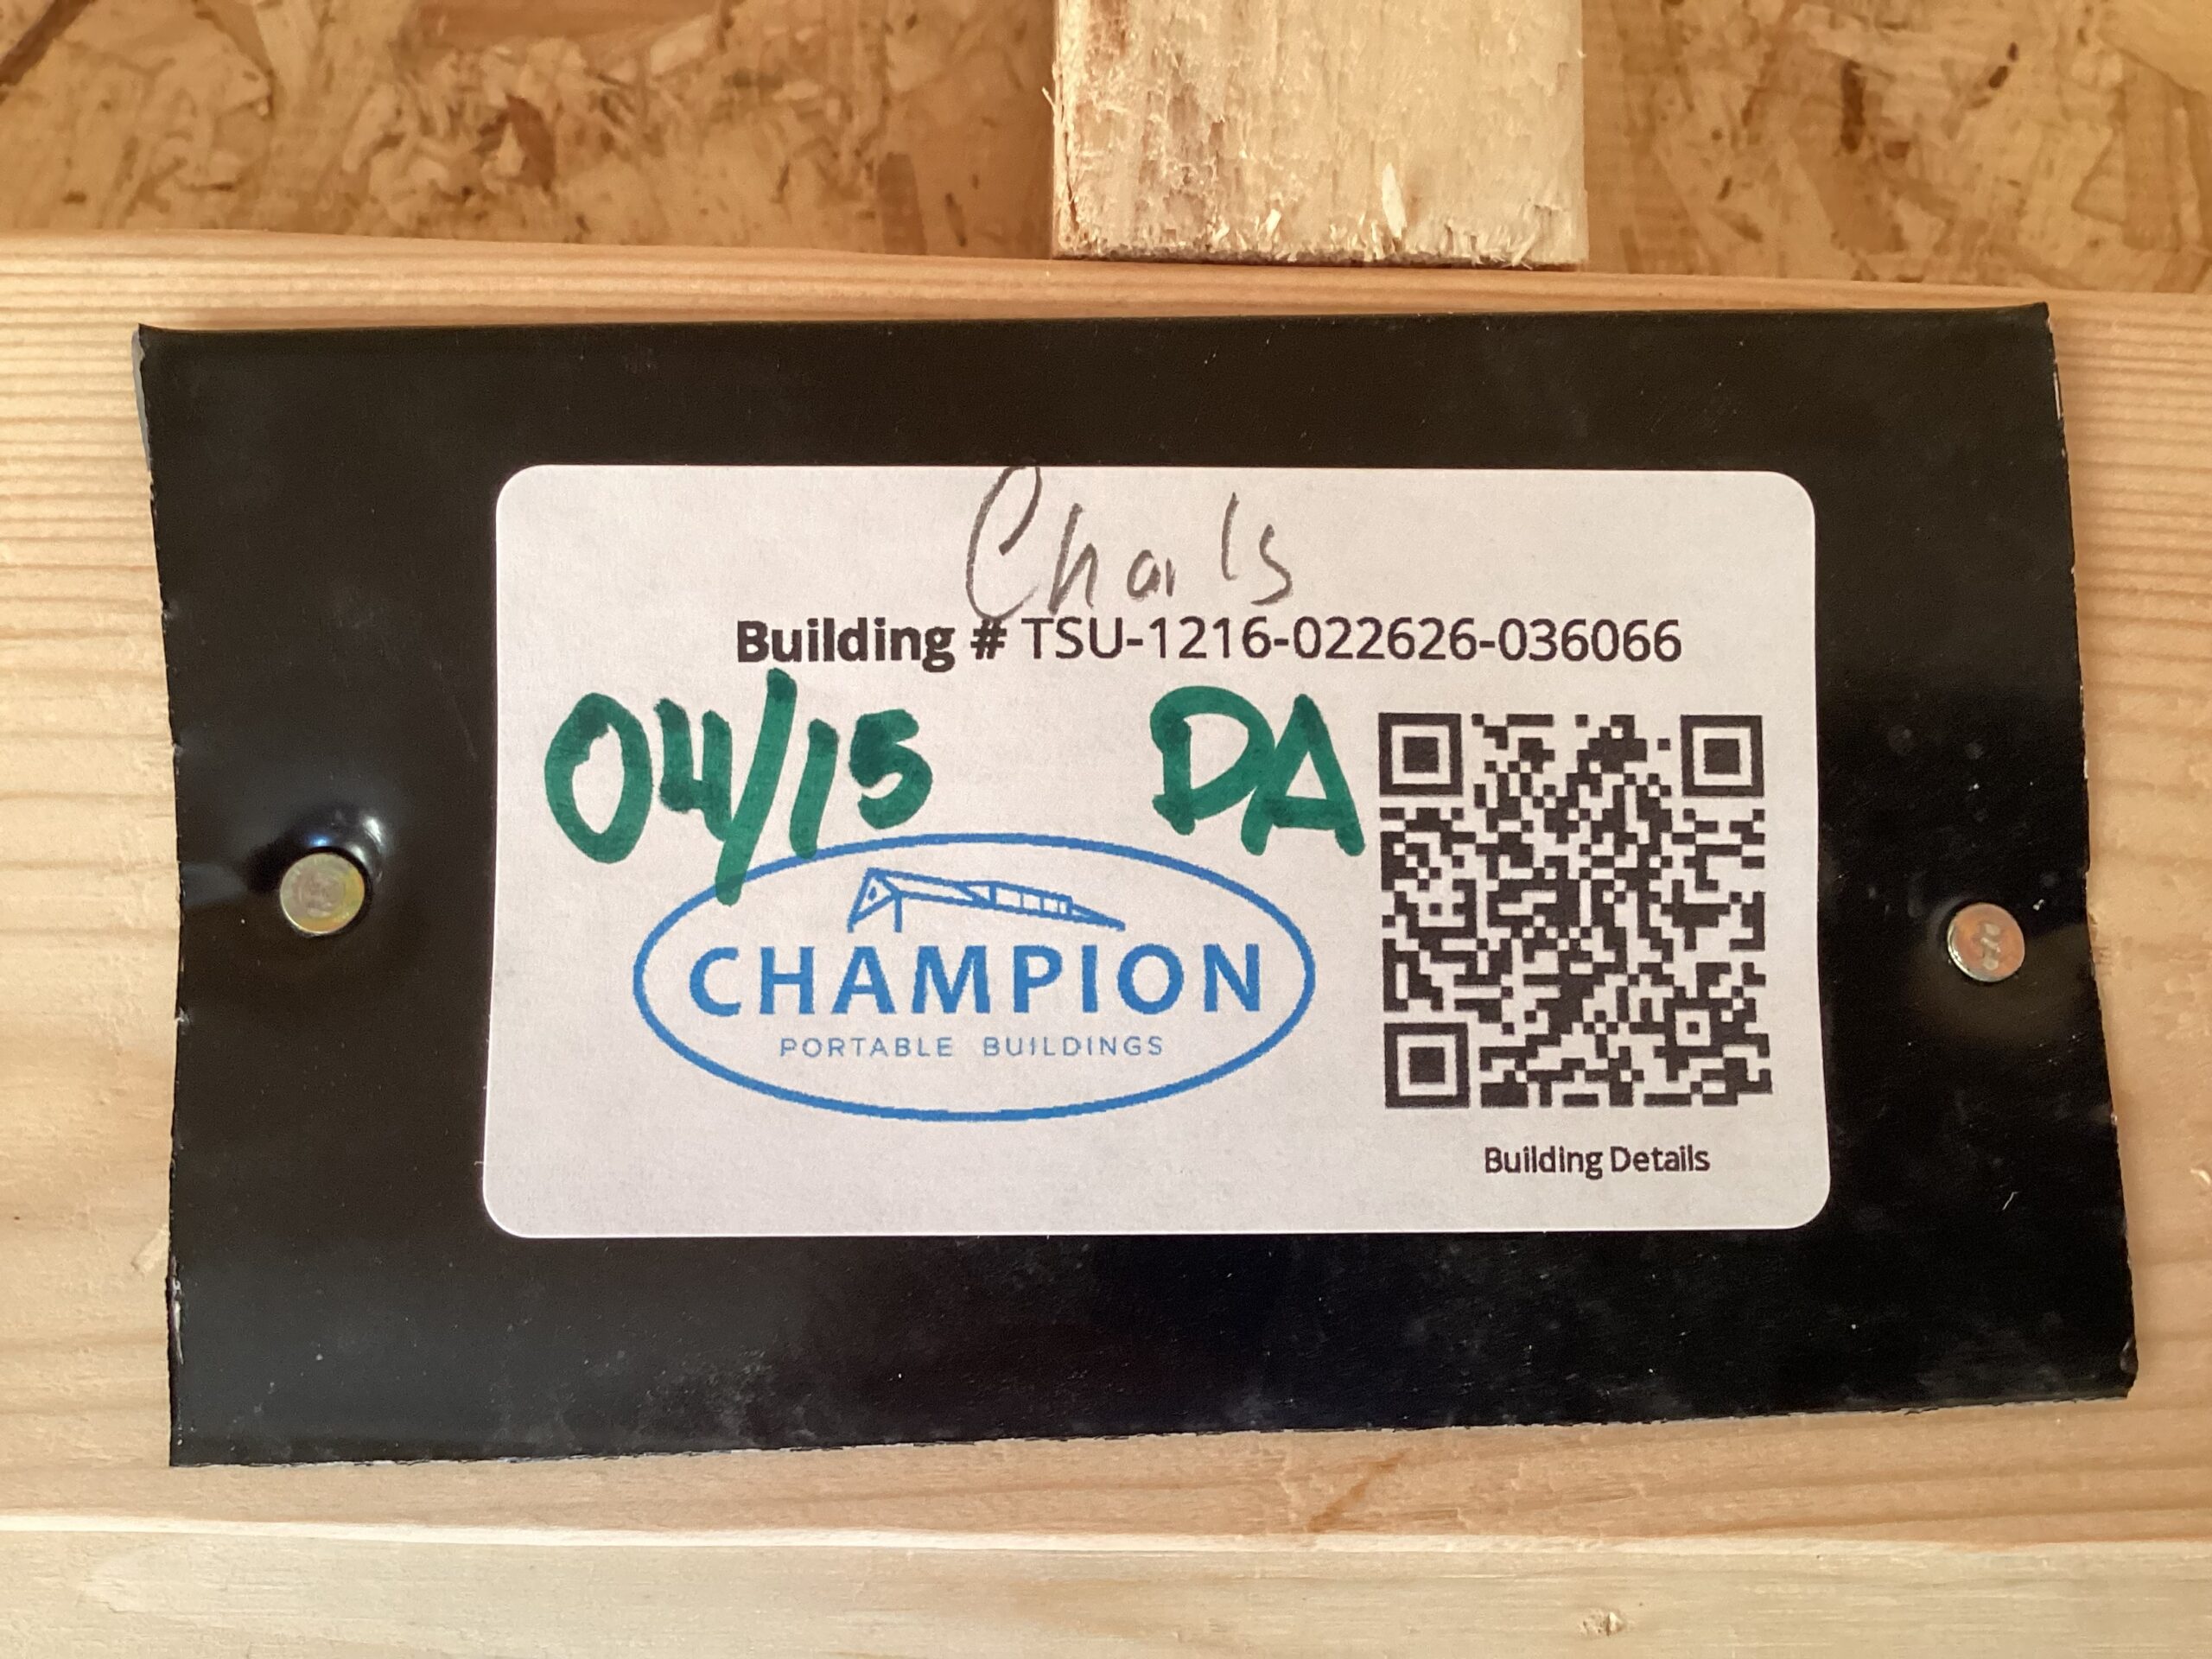 Charls
Building # TSU-1216-022626-036066
04/15 DA
CHAMPION
PORTABLE BUILDINGS
Building Details